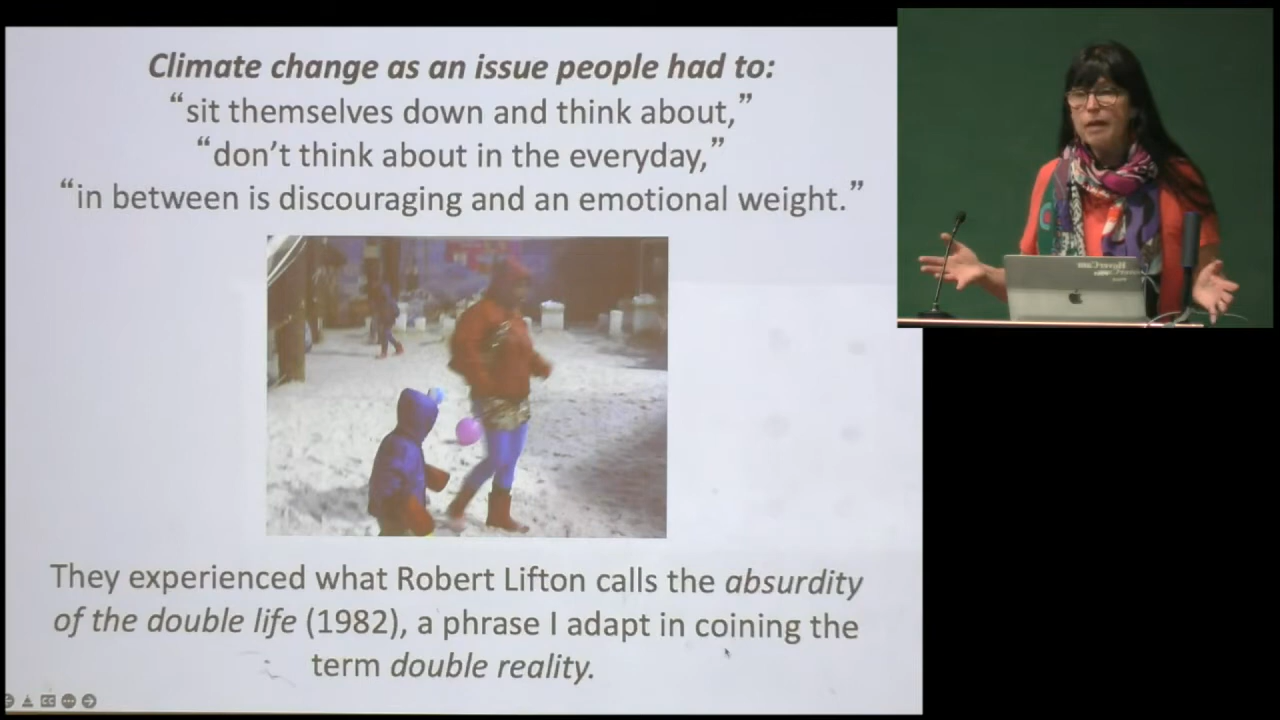 Climate change as an issue people had to:
“sit themselves down and think about,”
“don’t think about in the everyday,”
“in between is discouraging and an emotional weight.”
They experienced what Robert Lifton calls the absurdity
of the double life (1982), a phrase I adapt in coining the
term double reality.